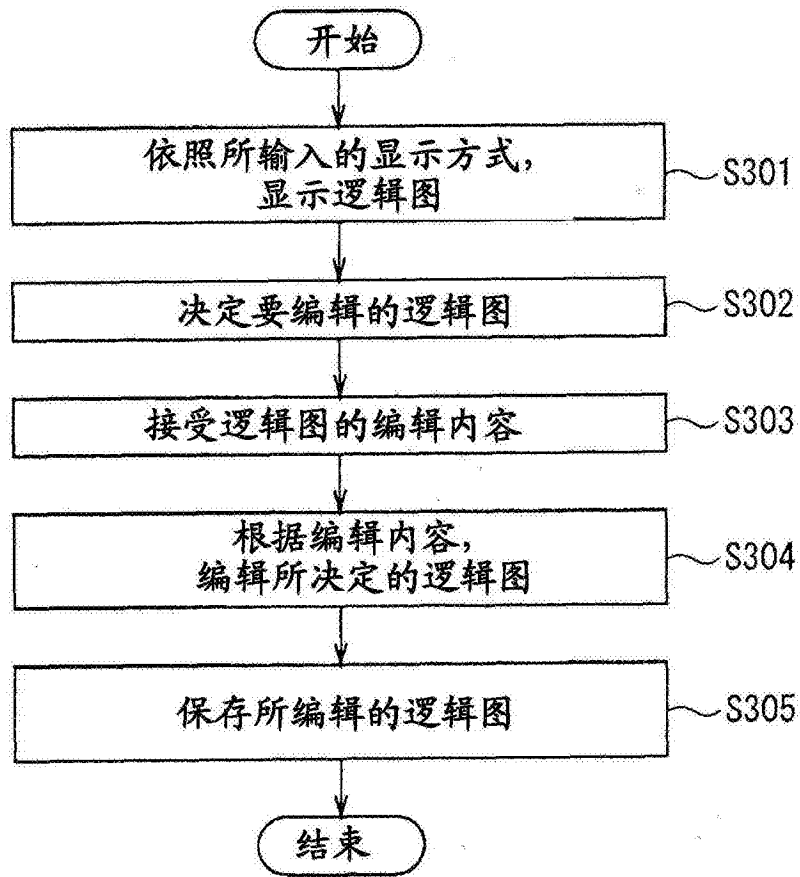 开始
依照所输入的显示方式，
显示逻辑图
S301
决定要编辑的逻辑图
S302
接受逻辑图的编辑内容
S303
根据编辑内容，
编辑所决定的逻辑图
S304
保存所编辑的逻辑图
S305
结束